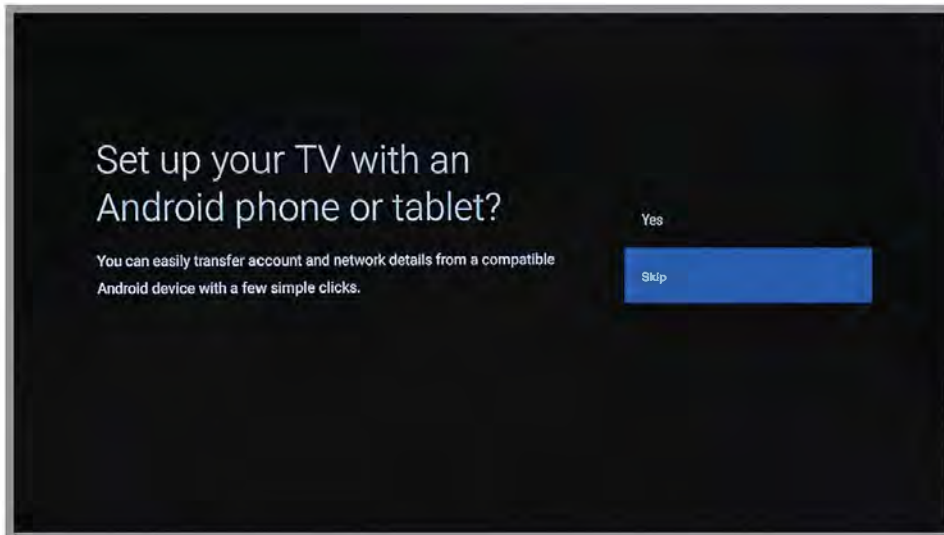 Set up your TV with an
Android phone or tablet?
You can easily transfer account and network details from a compatible
Android device with a few simple clicks.
Yes
Skip